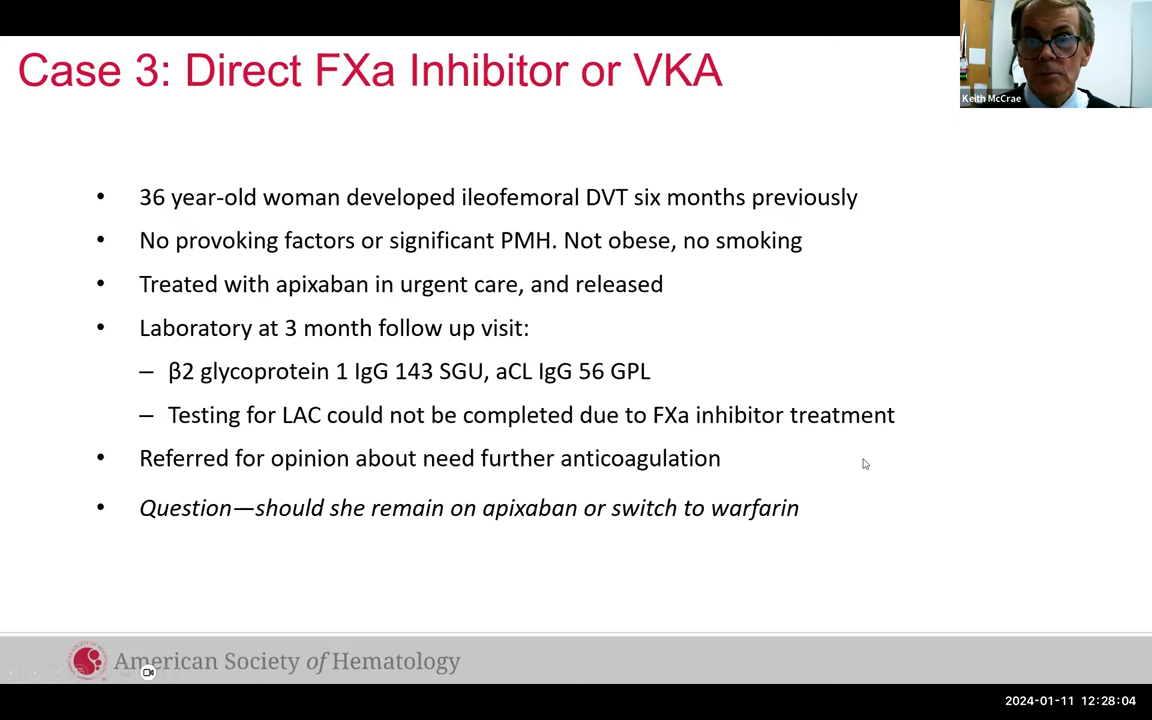 Case 3: Direct FXa Inhibitor or VKA
Keith McCrae
• 36 year-old woman developed ileofemoral DVT six months previously
• No provoking factors or significant PMH. Not obese, no smoking
• Treated with apixaban in urgent care, and released
• Laboratory at 3 month follow up visit:
– β2 glycoprotein 1 IgG 143 SGU, aCL IgG 56 GPL
– Testing for LAC could not be completed due to FXa inhibitor treatment
• Referred for opinion about need further anticoagulation
• Question—should she remain on apixaban or switch to warfarin
American Society of Hematology
2024-01-11 12:28:04